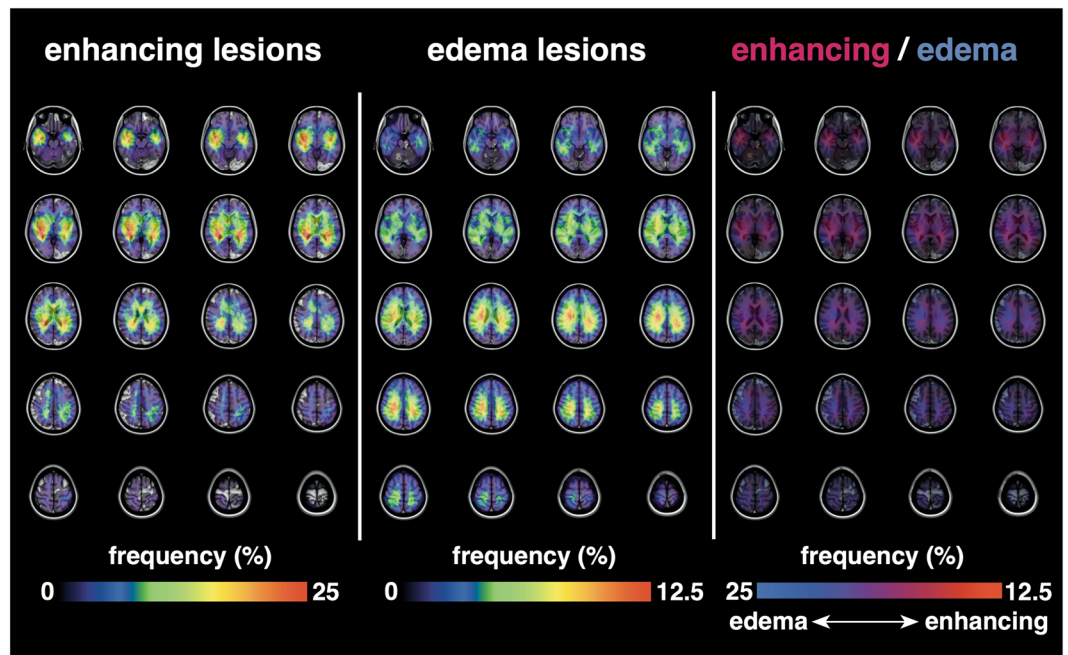 enhancing lesions
edema lesions
enhancing / edema
frequency (%)
0
25
frequency (%)
0
12.5
frequency (%)
25
12.5
edema
enhancing